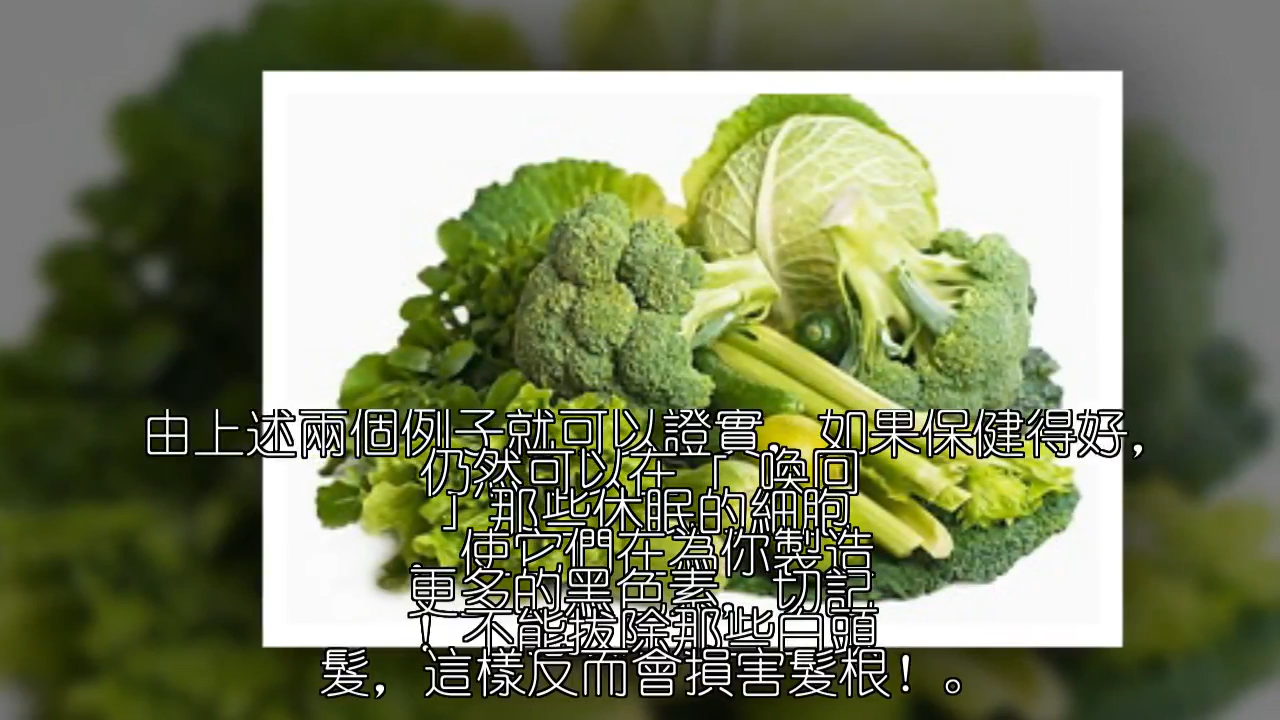 由上述兩個例子就可以證實，如果保健得好，
仍然可以在「 喚回
」那些休眠的細胞
，使它們在為你製造
更多的黑色素，切記
！不能拔除那些白頭
髮，這樣反而會損害髮根！。